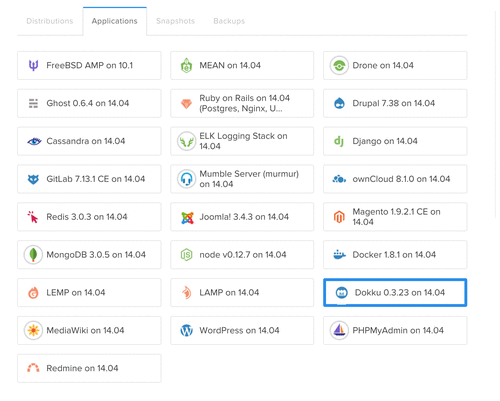 Distributions Applications Snapshots Backups
FreeBSD AMP on 10.1
MEAN on 14.04
Drone on 14.04
Ghost 0.6.4 on 14.04
Ruby on Rails on 14.04
(Postgres, Nginx, U...
Drupal 7.38 on 14.04
Cassandra on 14.04
ELK Logging Stack on
14.04
Django on 14.04
GitLab 7.13.1 CE on 14.04
Mumble Server (murmur)
on 14.04
ownCloud 8.1.0 on 14.04
Redis 3.0.3 on 14.04
Joomla! 3.4.3 on 14.04
Magento 1.9.2.1 CE on
14.04
MongoDB 3.0.5 on 14.04
node v0.12.7 on 14.04
Docker 1.8.1 on 14.04
LEMP on 14.04
LAMP on 14.04
Dokku 0.3.23 on 14.04
MediaWiki on 14.04
WordPress on 14.04
PHPMyAdmin on 14.04
Redmine on 14.04